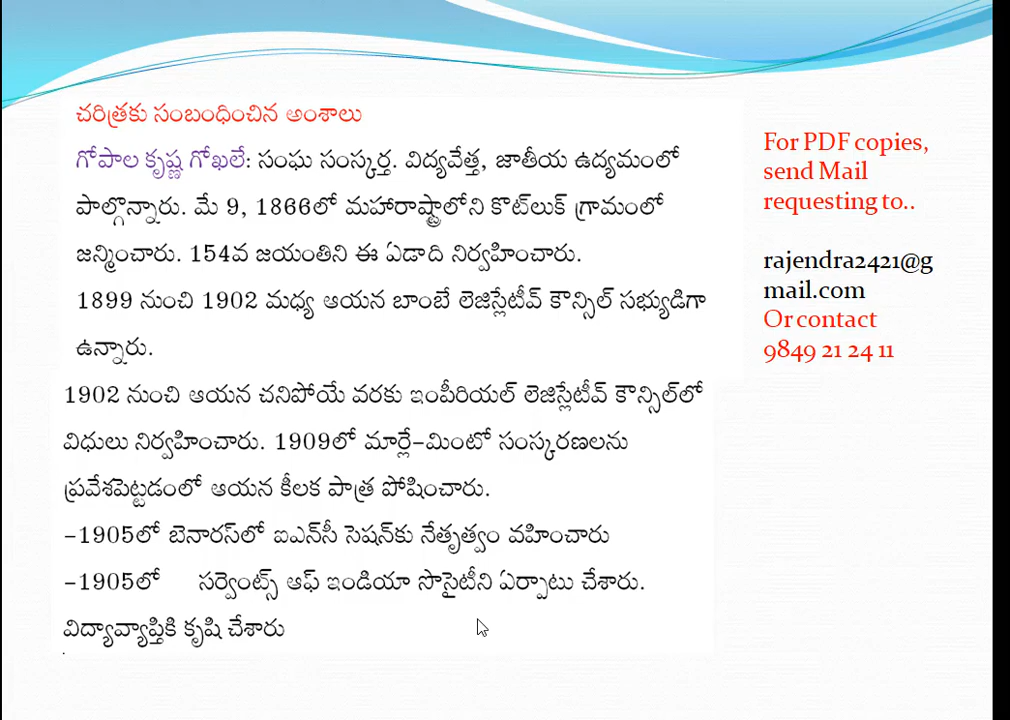 చరిత్రకు సంబంధించిన అంశాలు
గోపాల కృష్ణ గోఖలే: సంఘ సంస్కర్త. విద్యవేత్త, జాతీయ ఉద్యమంలో
పాల్గొన్నారు. మే 9, 1866లో మహారాష్ట్రాలోని కొట్‌లుక్ గ్రామంలో
జన్మించారు. 154వ జయంతిని ఈ ఏడాది నిర్వహించారు.
1899 నుంచి 1902 మధ్య ఆయన బాంబే లెజిస్లేటీవ్ కౌన్సిల్ సభ్యుడిగా
ఉన్నారు.
1902 నుంచి ఆయన చనిపోయే వరకు ఇంపీరియల్ లెజిస్లేటీవ్ కౌన్సిల్‌లో
విధులు నిర్వహించారు. 1909లో మార్లే-మింటో సంస్కరణలను
ప్రవేశపెట్టడంలో ఆయన కీలక పాత్ర పోషించారు.
-1905లో బెనారస్‌లో ఐఎన్‌సీ సెషన్‌కు నేతృత్వం వహించారు
-1905లో సర్వెంట్స్ ఆఫ్ ఇండియా సొసైటీని ఏర్పాటు చేశారు.
విద్యావ్యాప్తికి కృషి చేశారు
.
For PDF copies,
send Mail
requesting to..
rajendra2421@g
mail.com
Or contact
9849 21 24 11